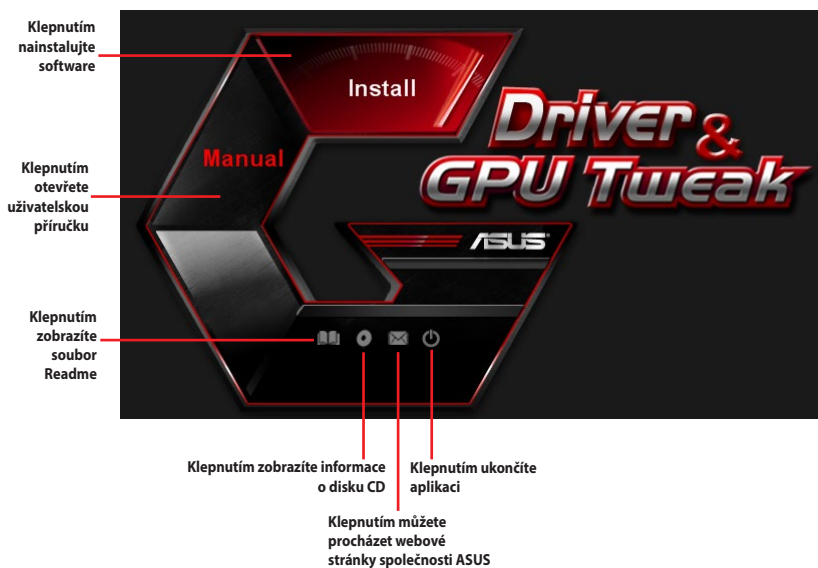 Klepnutím
nainstalujte
software
Install
Driver &
GPU Tweak
Manual
Klepnutím
otevřete
uživatelskou
příručku
ASUS
Klepnutím
zobrazíte
soubor
Readme
Klepnutím zobrazíte informace
o disku CD
Klepnutím ukončíte
aplikaci
Klepnutím můžete
procházet webové
stránky společnosti ASUS